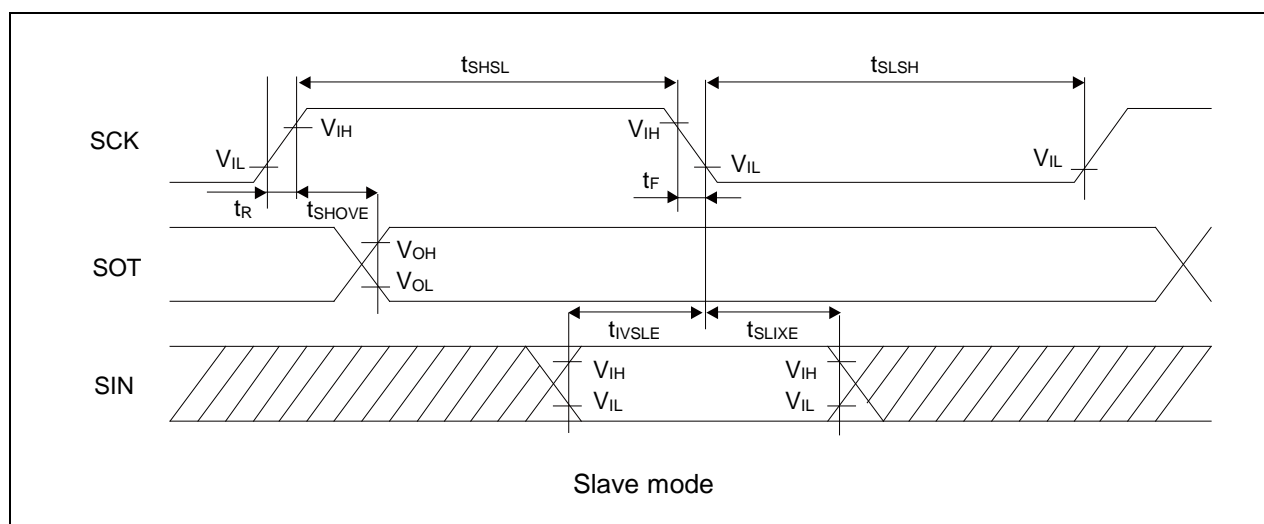 tSHSL
tSLSH
SCK
VIH
VIH
VIL
VIL
VIL
tF
tR
tSHOVE
VOH
SOT
VOL
tIVSLE
tSLIXE
VIH
VIH
SIN
VIL
VIL
Slave mode